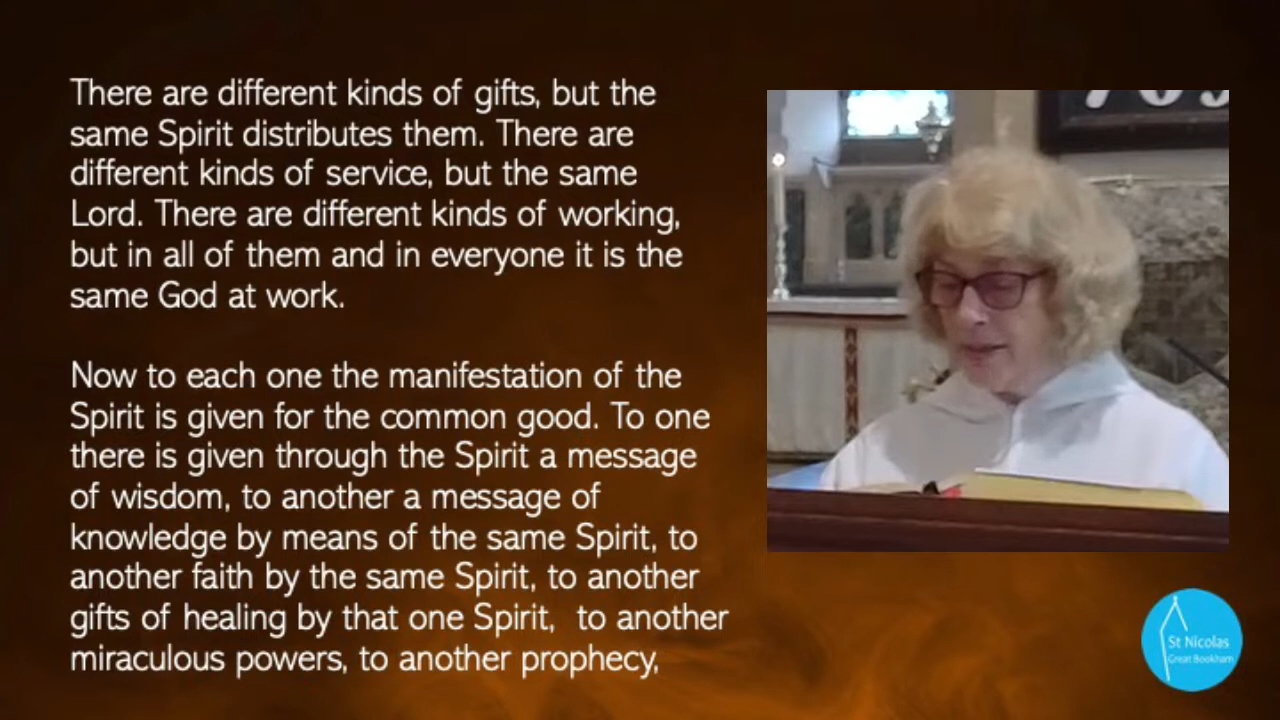 There are different kinds of gifts, but the
same Spirit distributes them. There are
different kinds of service, but the same
Lord. There are different kinds of working,
but in all of them and in everyone it is the
same God at work.
Now to each one the manifestation of the
Spirit is given for the common good. To one
there is given through the Spirit a message
of wisdom, to another a message of
knowledge by means of the same Spirit, to
another faith by the same Spirit, to another
gifts of healing by that one Spirit,  to another
miraculous powers, to another prophecy,
St Nicolas
Great Bookham